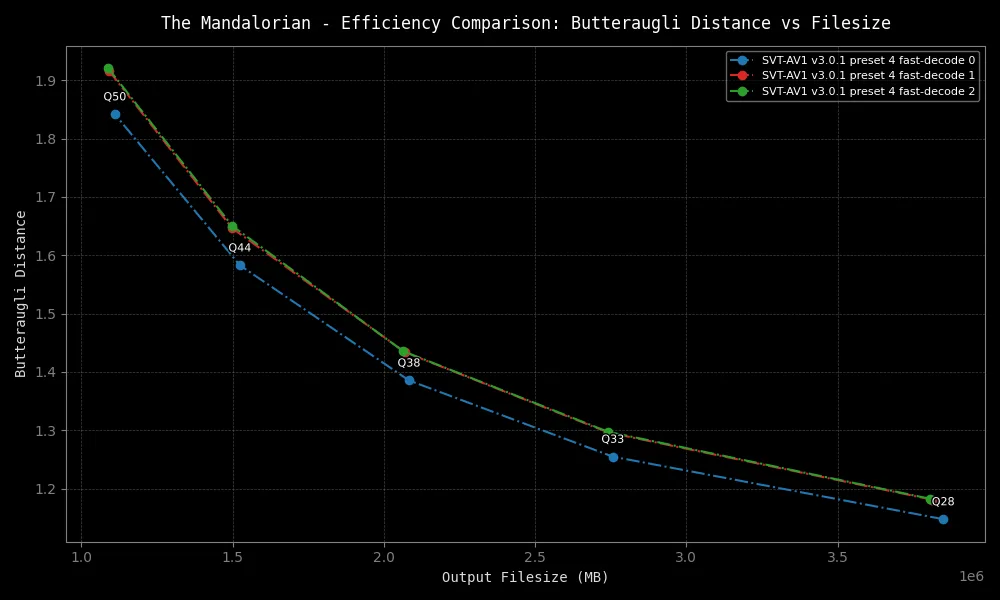 The Mandalorian - Efficiency Comparison: Butteraugli Distance vs Filesize
SVT-AV1 v3.0.1 preset 4 fast-decode 0
SVT-AV1 v3.0.1 preset 4 fast-decode 1
SVT-AV1 v3.0.1 preset 4 fast-decode 2
Butteraugli Distance
1.9
1.8
1.7
1.6
1.5
1.4
1.3
1.2
Q50
Q44
Q38
Q33
Q28
1.0 1.5 2.0 2.5 3.0 3.5
1e6
Output Filesize (MB)